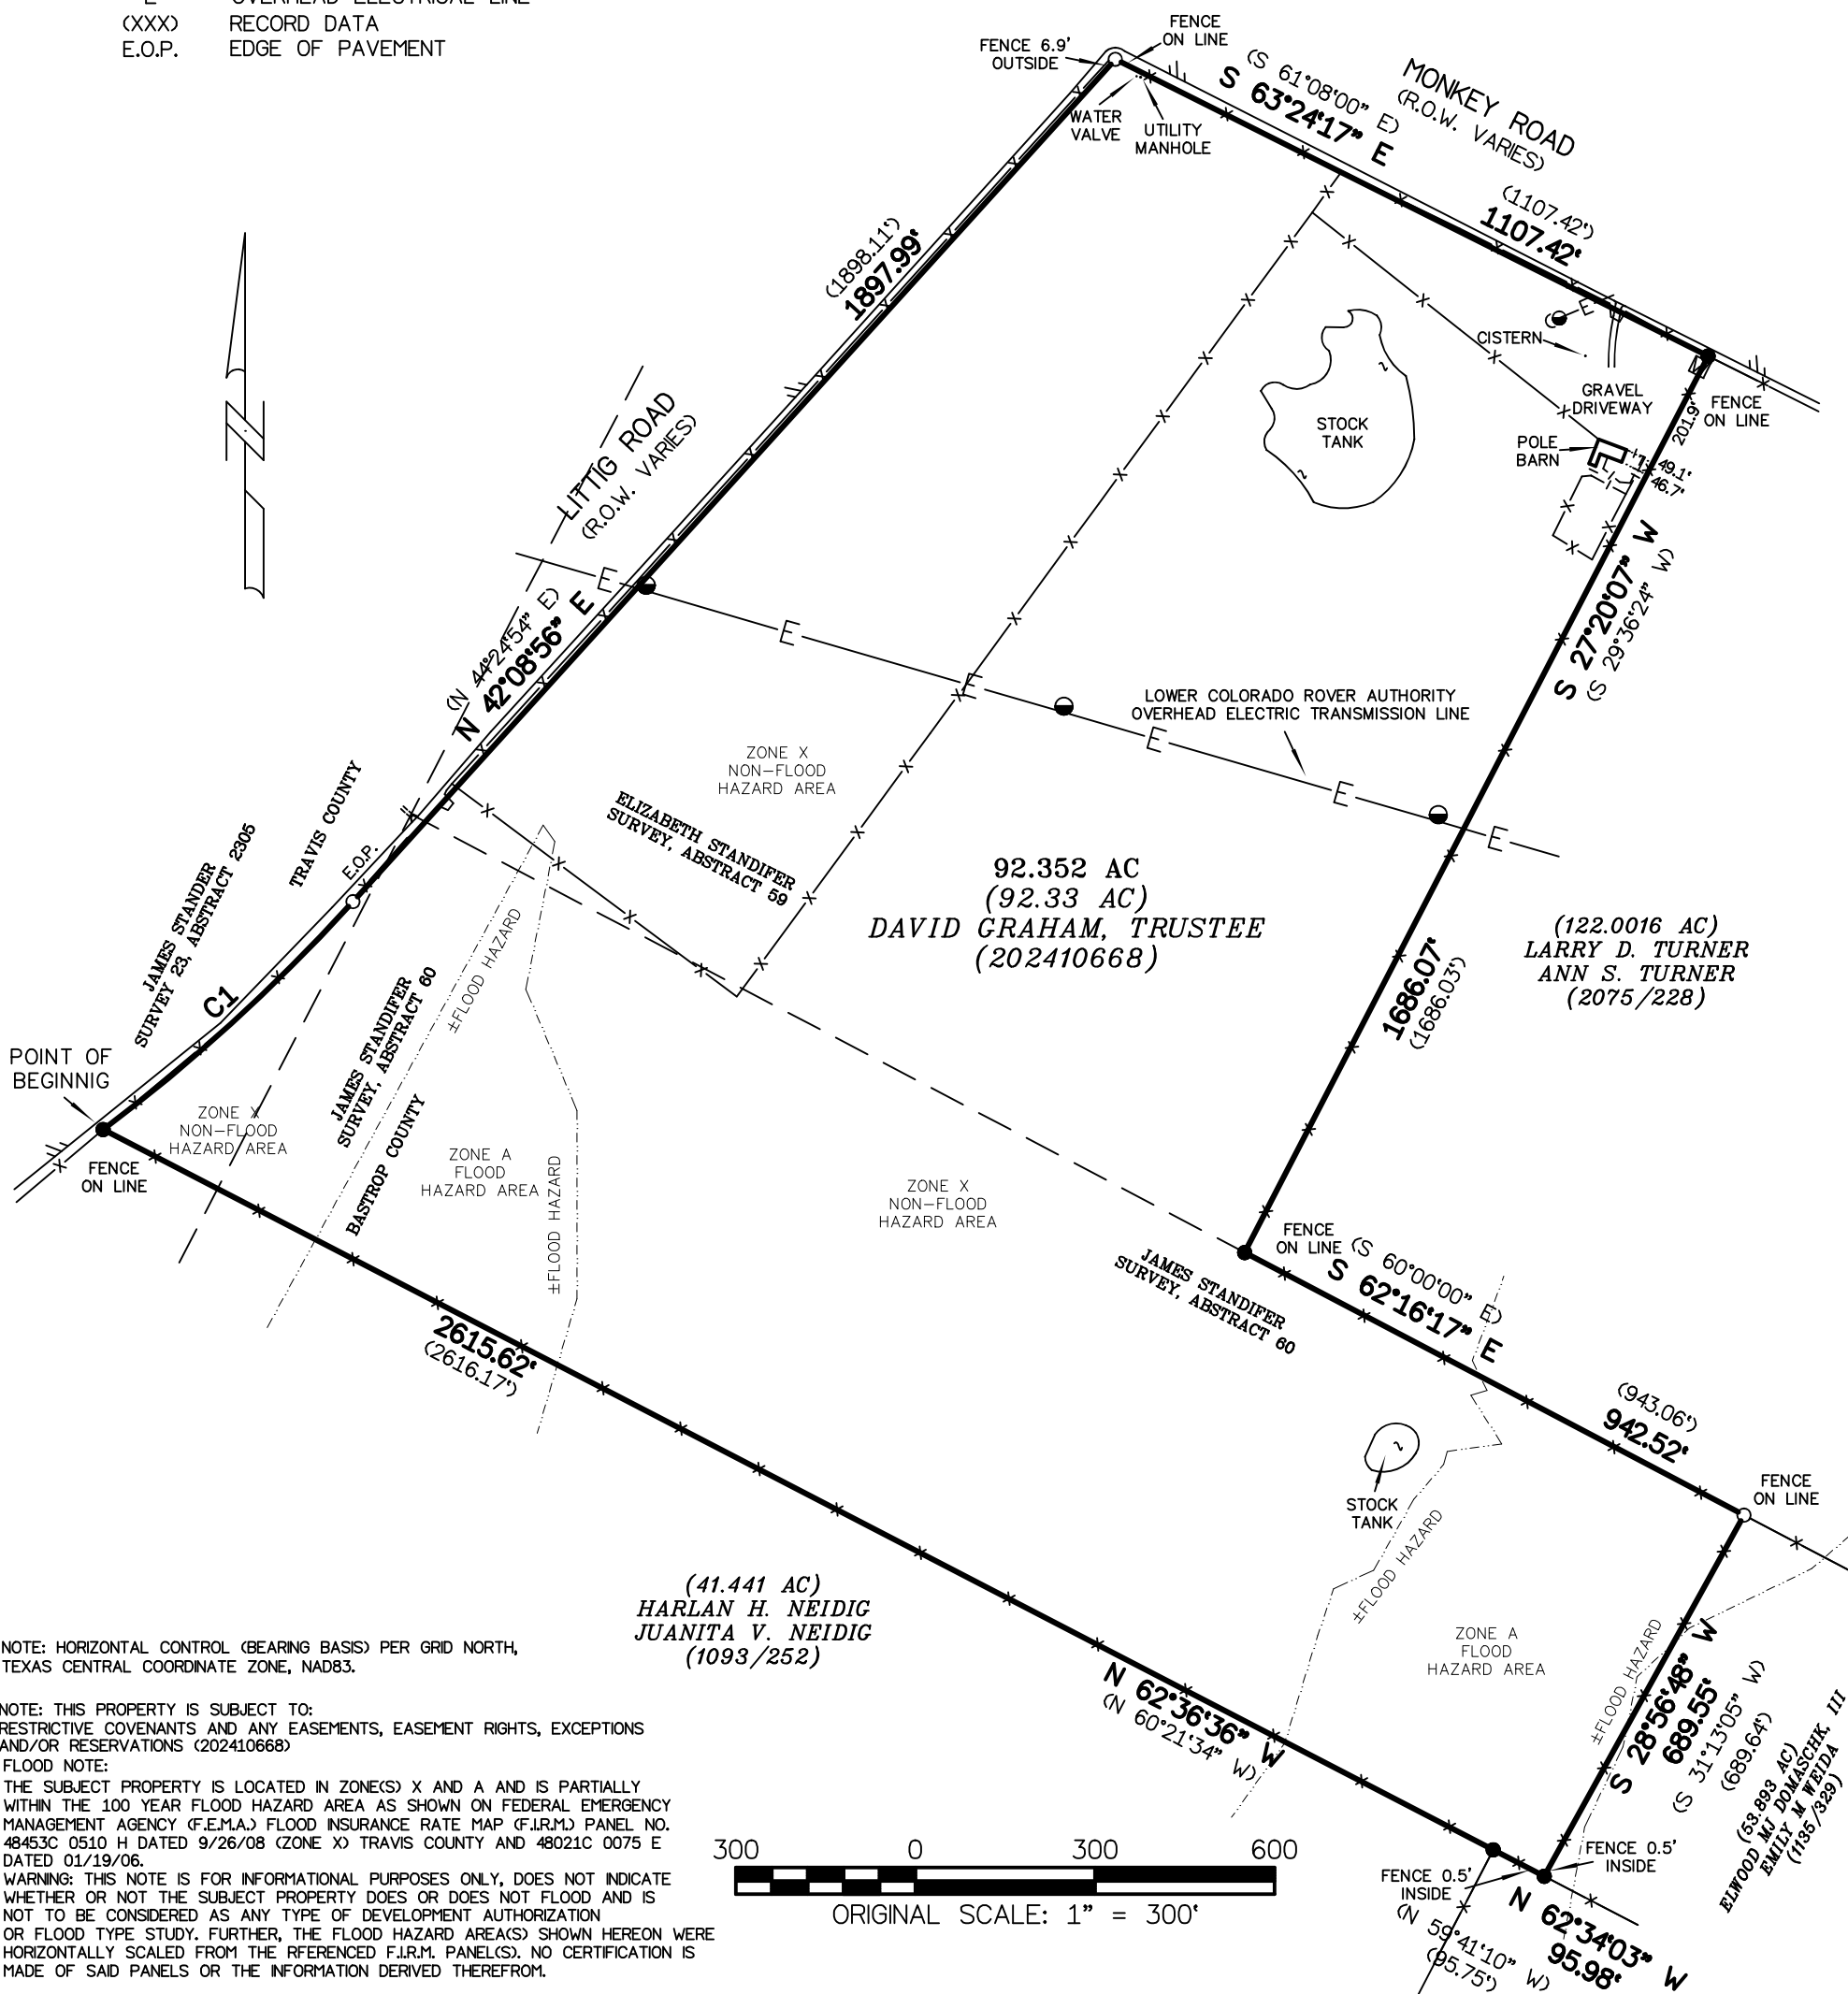 E OVERHEAD ELECTRICAL LINE
(XXX) RECORD DATA
E.O.P. EDGE OF PAVEMENT
FENCE 6.9'
OUTSIDE
FENCE
ON LINE
(S 61°08'00" E)
S 63°24'17" E
MONKEY ROAD
(R.O.W. VARIES)
WATER
VALVE
UTILITY
MANHOLE
(1107.42')
1107.42'
(1898.11')
1897.99'
N
E
CISTERN
GRAVEL
DRIVEWAY
FENCE
ON LINE
STOCK
TANK
POLE
BARN
201.9'
49.1'
46.7'
LITTIG ROAD
(R.O.W. VARIES)
S 27°20'07" W
(S 29°36'24" W)
E
(N 44°24'54" E)
N 42°08'56" E
E
E
LOWER COLORADO ROVER AUTHORITY
OVERHEAD ELECTRIC TRANSMISSION LINE
E
E
E
ZONE X
NON-FLOOD
HAZARD AREA
ELIZABETH STANDIFER
SURVEY, ABSTRACT 59
TRAVIS COUNTY
JAMES STANDER
SURVEY 23, ABSTRACT 2305
E.O.P.
92.352 AC
(92.33 AC)
DAVID GRAHAM, TRUSTEE
(202410668)
(122.0016 AC)
LARRY D. TURNER
ANN S. TURNER
(2075/228)
1686.07'
(1686.03')
C1
±FLOOD HAZARD
JAMES STANDIFER
SURVEY, ABSTRACT 60
POINT OF
BEGINNIG
ZONE X
NON-FLOOD
HAZARD AREA
FENCE
ON LINE
BASTROP COUNTY
ZONE A
FLOOD
HAZARD AREA
±FLOOD HAZARD
ZONE X
NON-FLOOD
HAZARD AREA
FENCE
ON LINE
JAMES STANDIFER
SURVEY, ABSTRACT 60
(S 60°00'00" E)
S 62°16'17" E
2615.62'
(2616.17')
(943.06')
942.52'
STOCK
TANK
FENCE
ON LINE
±FLOOD HAZARD
(41.441 AC)
HARLAN H. NEIDIG
JUANITA V. NEIDIG
(1093/252)
ZONE A
FLOOD
HAZARD AREA
N 62°36'36" W
(N 60°21'34" W)
±FLOOD HAZARD
S 28°56'48" W
689.55'
(S 31°13'05" W)
(689.64')
(53.893 AC)
ELWOOD MJ DOMASCHK, III
EMILY M WEIDA
(1135/329)
FENCE 0.5'
INSIDE
FENCE 0.5'
INSIDE
N 62°34'03" W
95.98'
(N 59°41'10" W)
(95.75')
NOTE: HORIZONTAL CONTROL (BEARING BASIS) PER GRID NORTH,
TEXAS CENTRAL COORDINATE ZONE, NAD83.
NOTE: THIS PROPERTY IS SUBJECT TO:
RESTRICTIVE COVENANTS AND ANY EASEMENTS, EASEMENT RIGHTS, EXCEPTIONS
AND/OR RESERVATIONS (202410668)
FLOOD NOTE:
THE SUBJECT PROPERTY IS LOCATED IN ZONE(S) X AND A AND IS PARTIALLY
WITHIN THE 100 YEAR FLOOD HAZARD AREA AS SHOWN ON FEDERAL EMERGENCY
MANAGEMENT AGENCY (F.E.M.A.) FLOOD INSURANCE RATE MAP (F.I.R.M.) PANEL NO.
48453C 0510 H DATED 9/26/08 (ZONE X) TRAVIS COUNTY AND 48021C 0075 E
DATED 01/19/06.
WARNING: THIS NOTE IS FOR INFORMATIONAL PURPOSES ONLY, DOES NOT INDICATE
WHETHER OR NOT THE SUBJECT PROPERTY DOES OR DOES NOT FLOOD AND IS
NOT TO BE CONSIDERED AS ANY TYPE OF DEVELOPMENT AUTHORIZATION
OR FLOOD TYPE STUDY. FURTHER, THE FLOOD HAZARD AREA(S) SHOWN HEREON WERE
HORIZONTALLY SCALED FROM THE RFERENCED F.I.R.M. PANEL(S). NO CERTIFICATION IS
MADE OF SAID PANELS OR THE INFORMATION DERIVED THEREFROM.
300 0 300 600
ORIGINAL SCALE: 1" = 300'